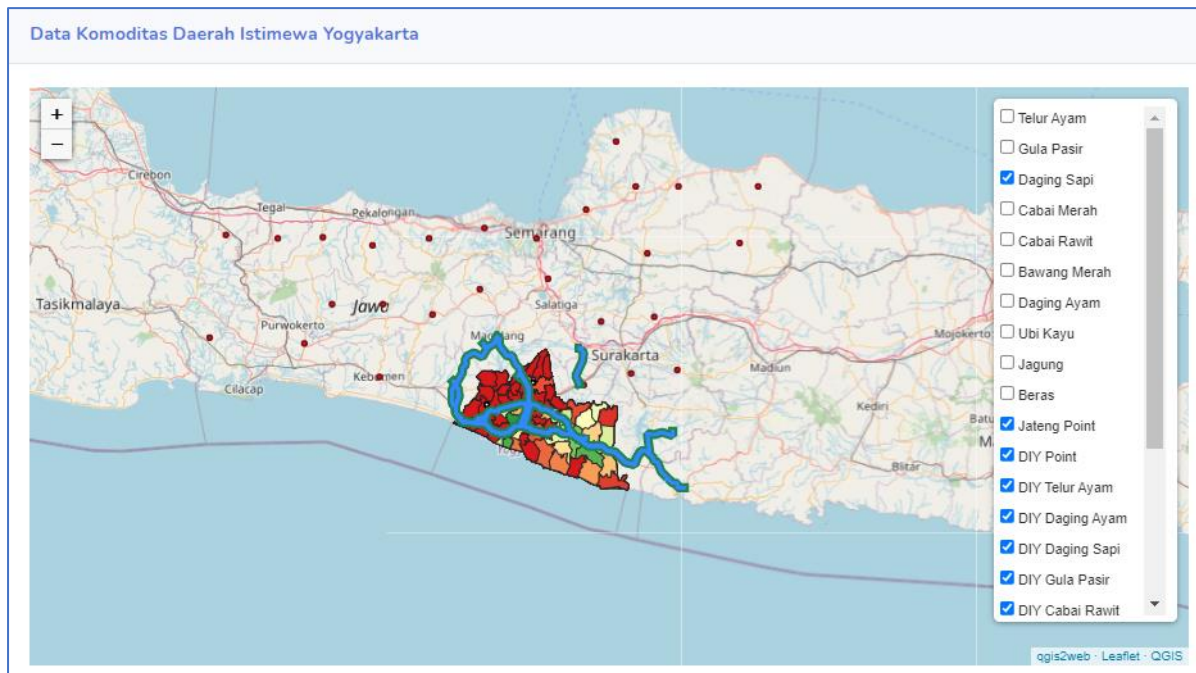 Data Komoditas Daerah Istimewa Yogyakarta
+
−
Cirebon
Tegal
Pekalongan
Semarang
Tasikmalaya
Jawa
Salatiga
Purwokerto
Magelang
Surakarta
Mojokerto
Madiun
Kebumen
Cilacap
Kediri
Batu
Blitar
Telur Ayam
Gula Pasir
Daging Sapi
Cabai Merah
Cabai Rawit
Bawang Merah
Daging Ayam
Ubi Kayu
Jagung
Beras
Jateng Point
DIY Point
DIY Telur Ayam
DIY Daging Ayam
DIY Daging Sapi
DIY Gula Pasir
DIY Cabai Rawit
qgis2web · Leaflet · QGIS